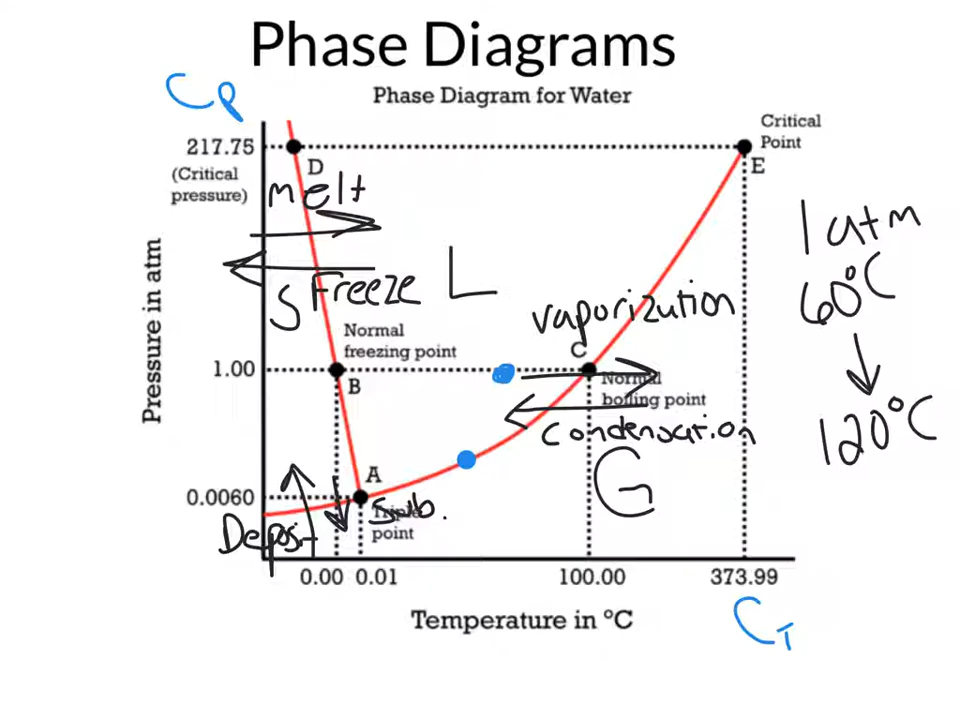 Phase Diagrams
CP
Phase Diagram for Water
Critical
Point
217.75
(Critical
pressure)
D
E
melt
1 atm
60°C
Freeze
S
L
vaporization
Normal
freezing point
C
1.00
B
Normal
boiling point
Condensation
120°C
Pressure in atm
A
G
0.0060
Sub.
Triple
point
Depos.
0.00
0.01
100.00
373.99
Temperature in °C
CT